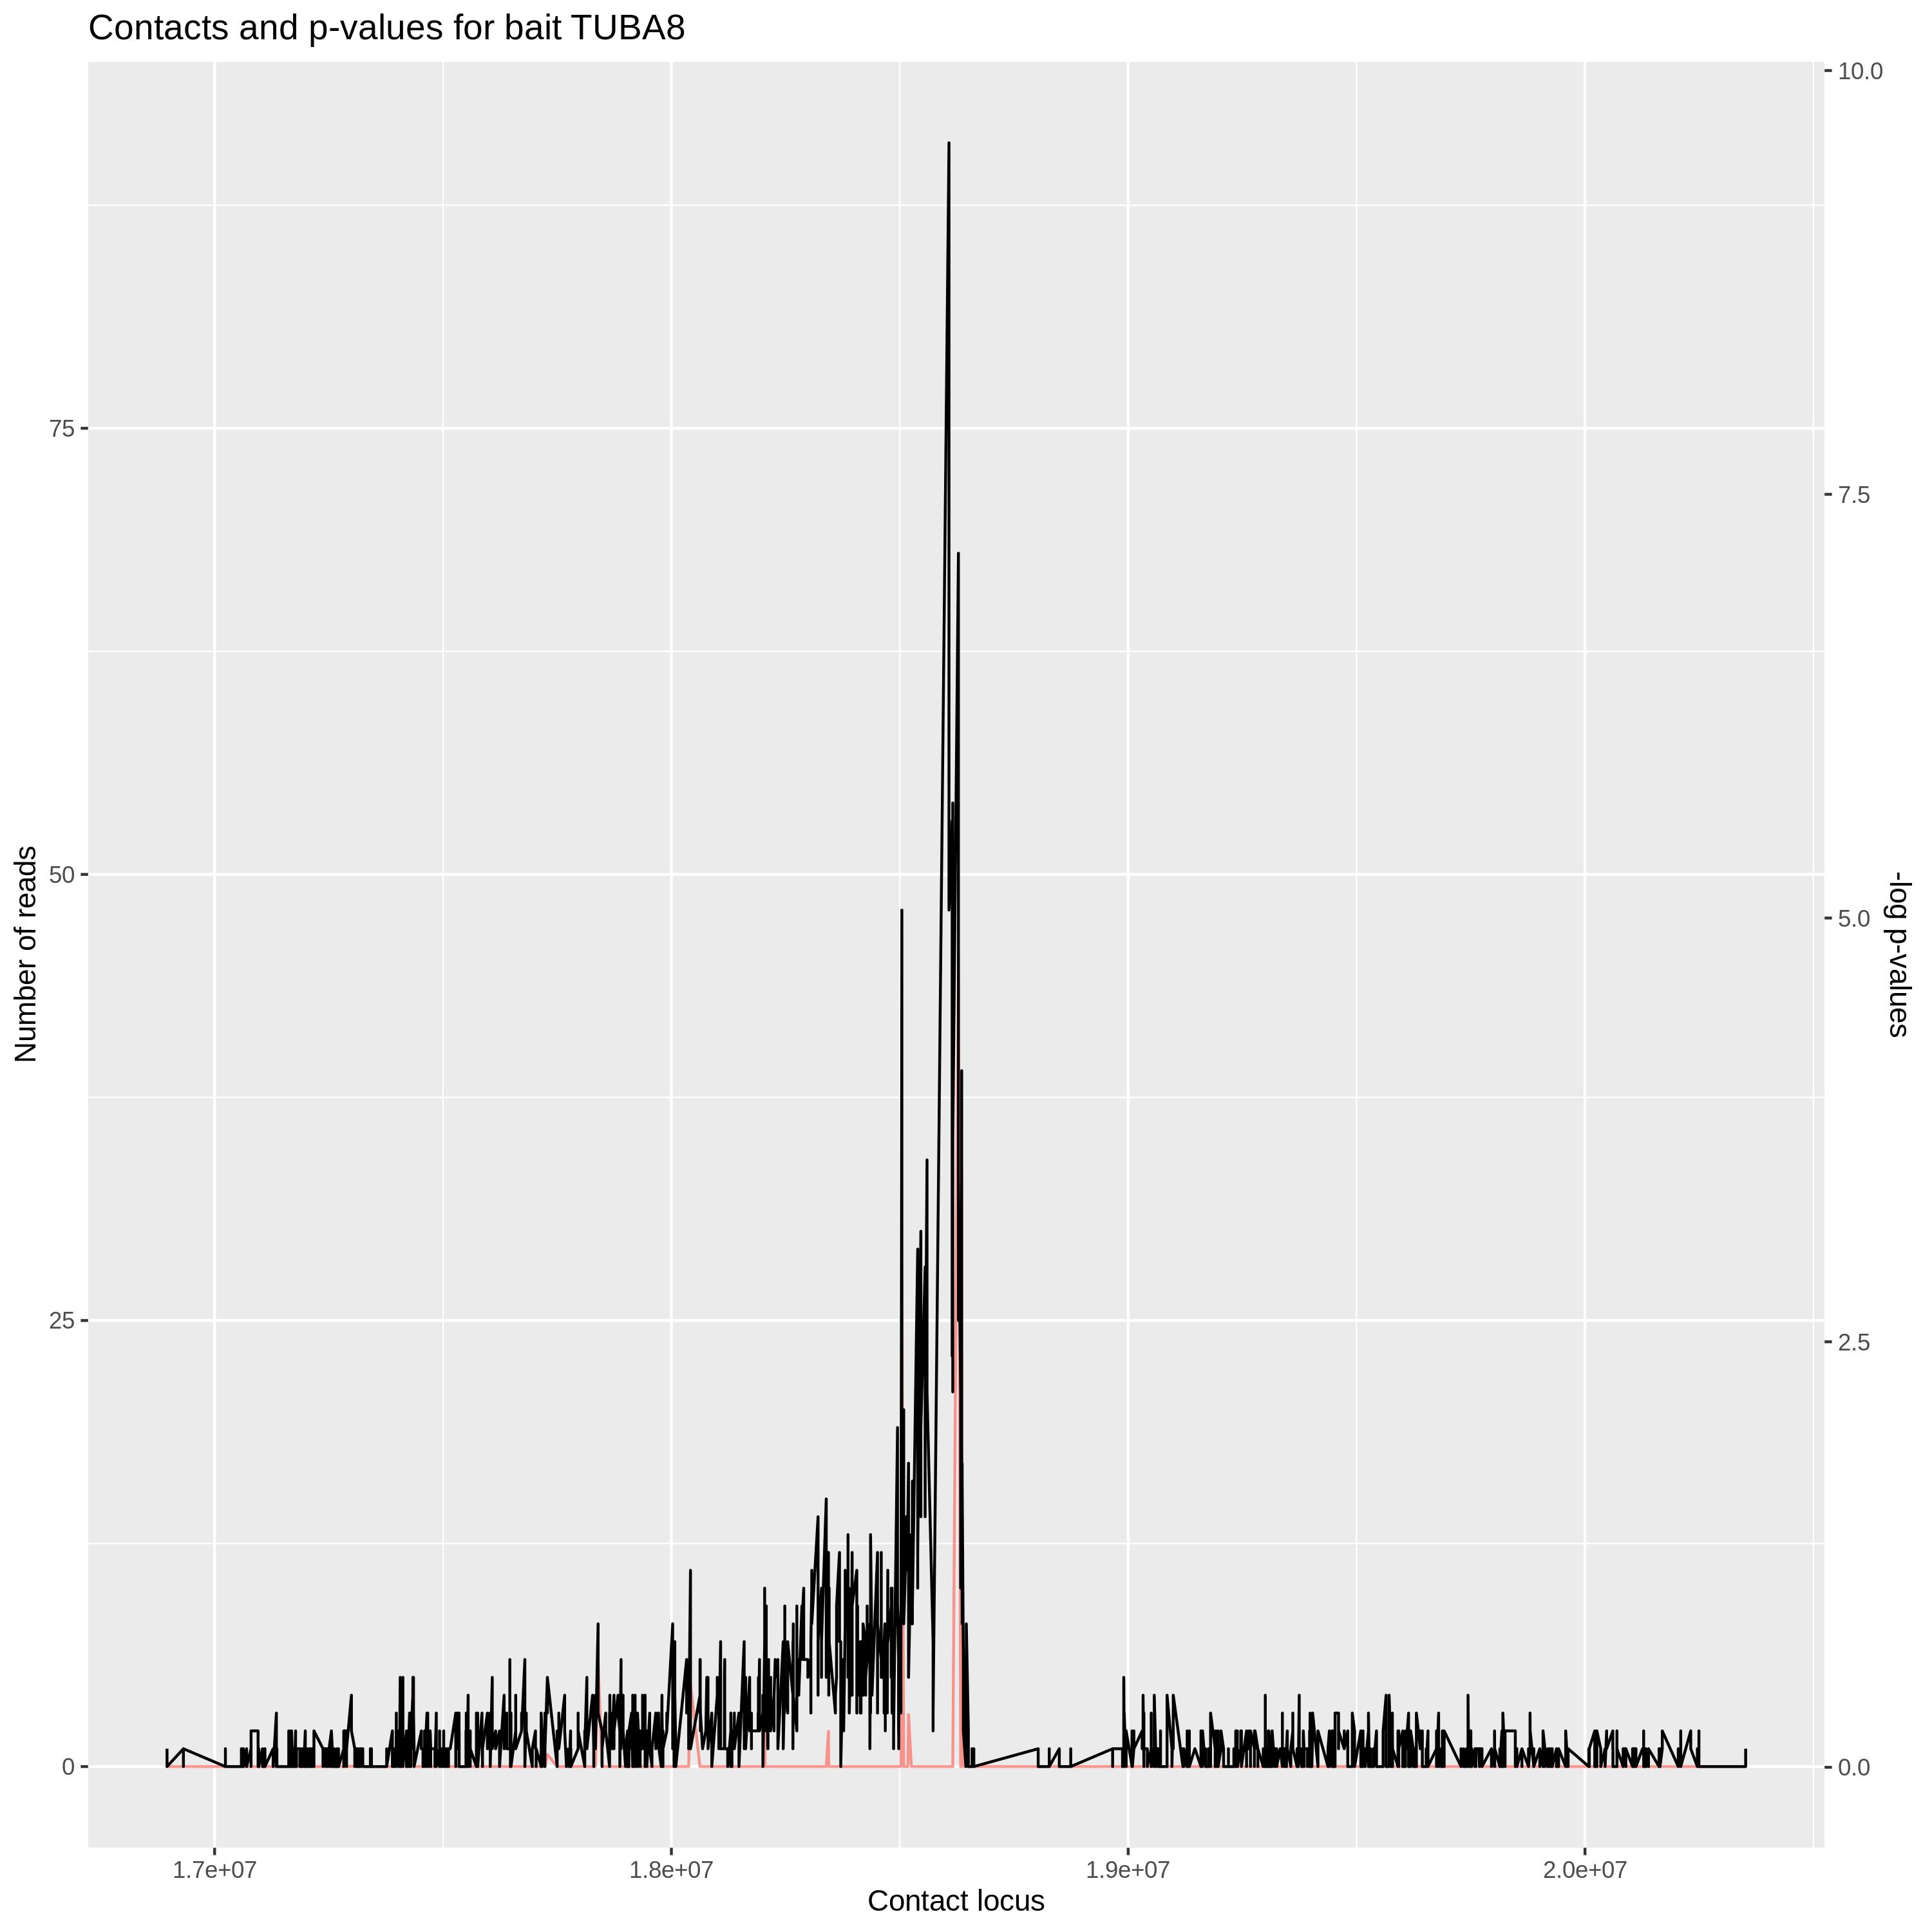 Contacts and p-values for bait TUBA8
10.0
7.5
5.0
2.5
0.0
75
50
25
0
Number of reads
-log p-values
1.7e+07
1.8e+07
1.9e+07
2.0e+07
Contact locus